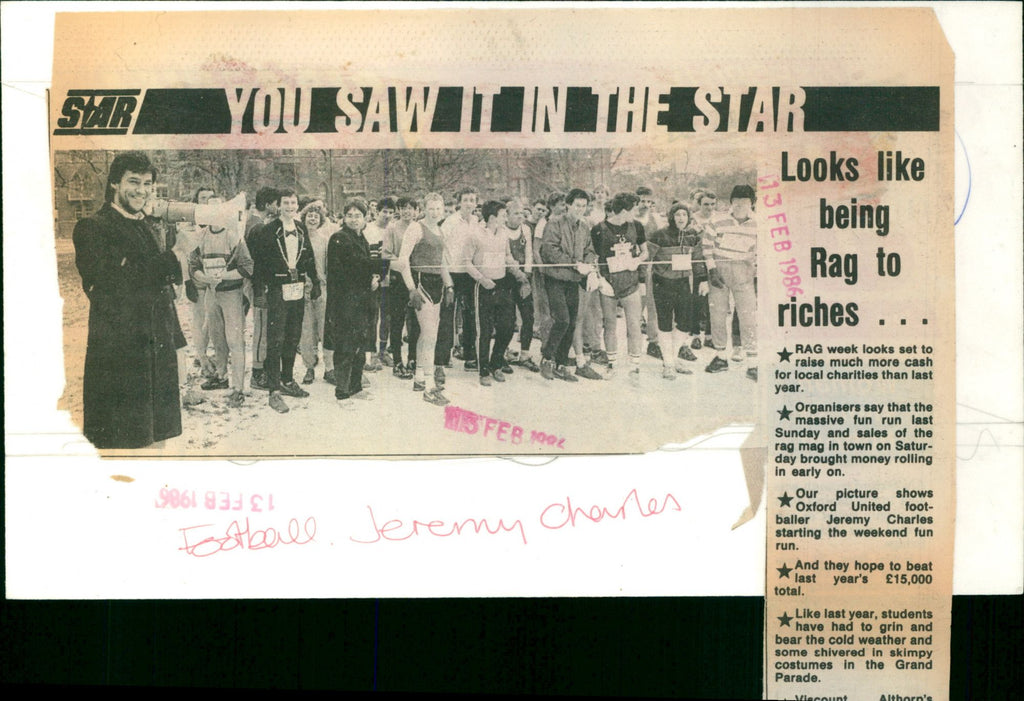 STAR
YOU SAW IT IN THE STAR
Looks like
being
Rag to
riches . . .
13 FEB 1986
★ RAG week looks set to
raise much more cash
for local charities than last
year.
★ Organisers say that the
massive fun run last
Sunday and sales of the
rag mag in town on Satur-
day brought money rolling
in early on.
★ Our picture shows
Oxford United foot-
baller Jeremy Charles
starting the weekend fun
run.
★ And they hope to beat
last year's £15,000
total.
★ Like last year, students
have had to grin and
bear the cold weather and
some shivered in skimpy
costumes in the Grand
Parade.
Viscount Althorp's
FEB
13 FEB 1986
Football. Jeremy Charles